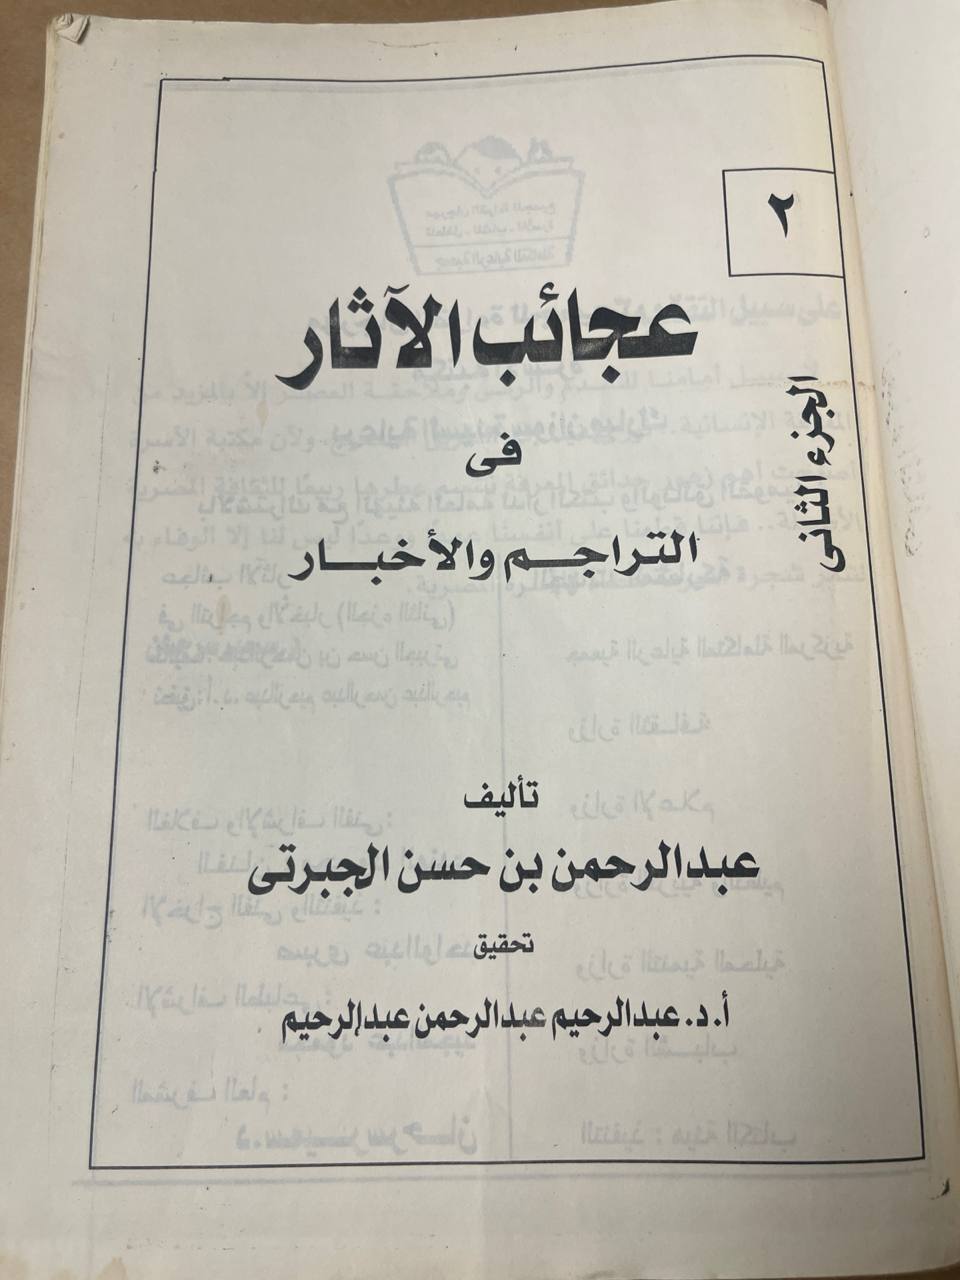 ٢
الجزء الثانى
عجائب الآثار
فى
التراجم والأخبار
تأليف
عبدالرحمن بن حسن الجبرتى
تحقيق
أ.د. عبدالرحيم عبدالرحمن عبدالرحيم